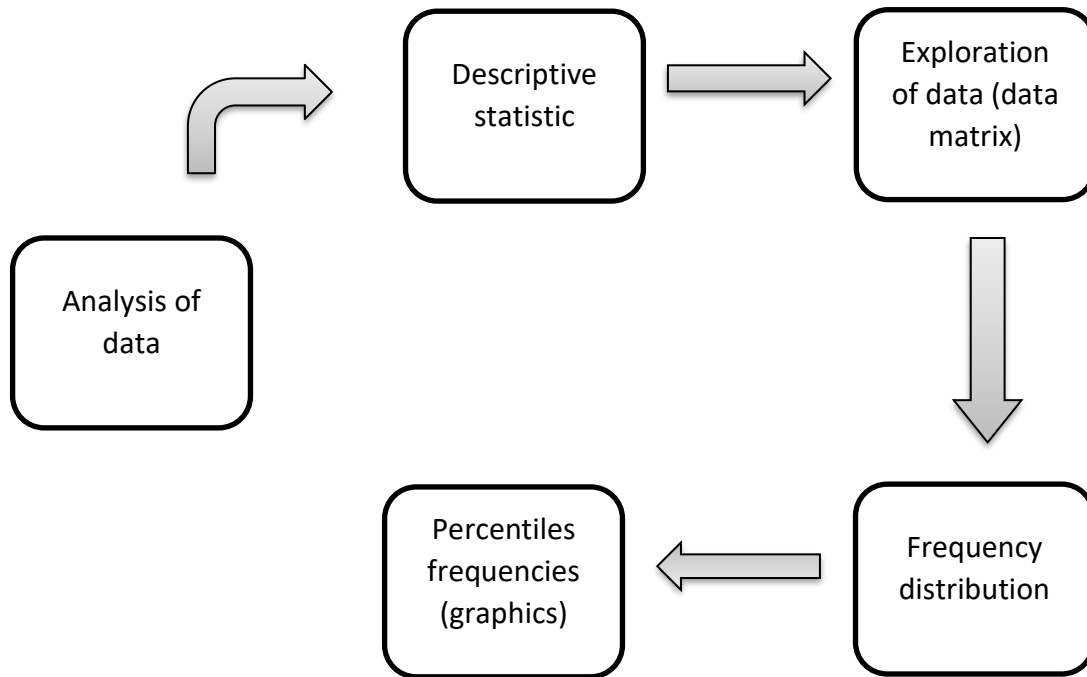 Analysis of
data
Descriptive
statistic
Exploration
of data (data
matrix)
Frequency
distribution
Percentiles
frequencies
(graphics)